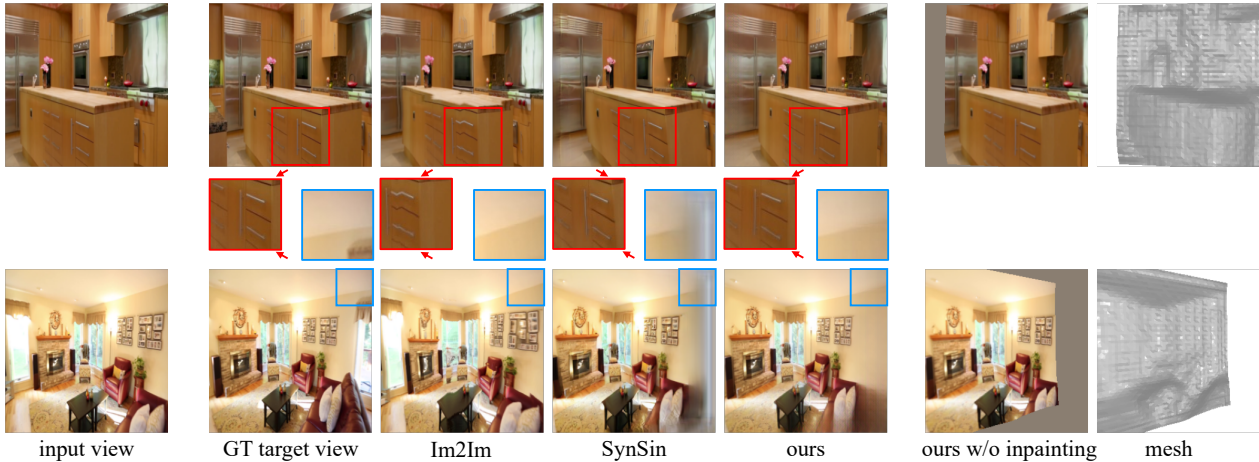 input view
GT target view
Im2Im
SynSin
ours
ours w/o inpainting
mesh